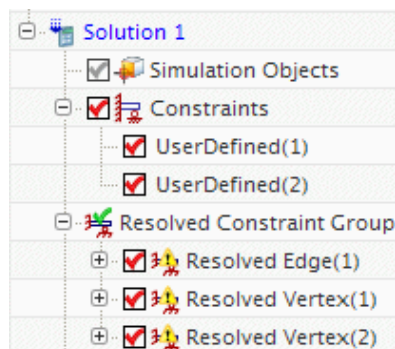 Solution 1
Simulation Objects
Constraints
UserDefined(1)
UserDefined(2)
Resolved Constraint Group
Resolved Edge(1)
Resolved Vertex(1)
Resolved Vertex(2)